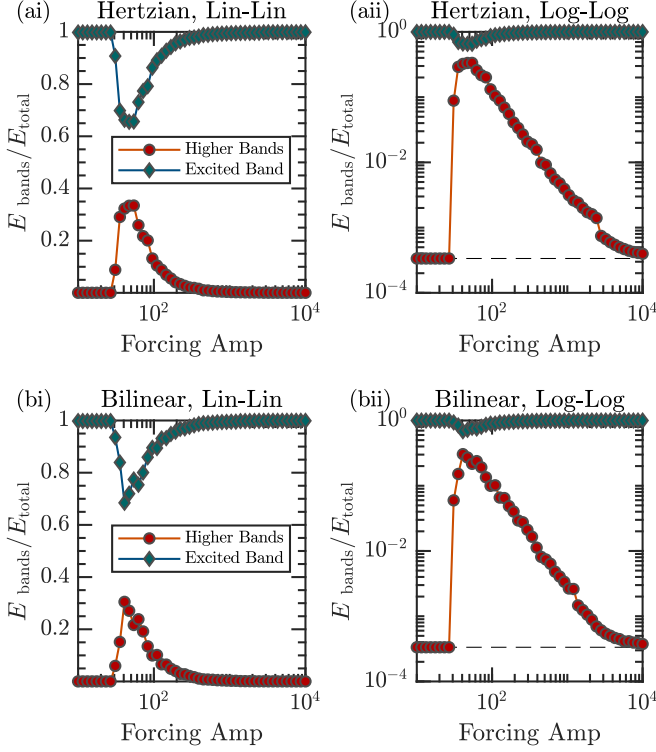 (ai) Hertzian, Lin-Lin
1
0.8
0.6
0.4
0.2
E bands/E total
Higher Bands
Excited Band
10^2
10^4
Forcing Amp
(aii) Hertzian, Log-Log
10^0
10^-2
10^-4
E bands/E total
10^2
10^4
Forcing Amp
(bi) Bilinear, Lin-Lin
1
0.8
0.6
0.4
0.2
0
E bands/E total
Higher Bands
Excited Band
10^2
10^4
Forcing Amp
(bii) Bilinear, Log-Log
10^0
10^-2
10^-4
E bands/E total
10^2
10^4
Forcing Amp